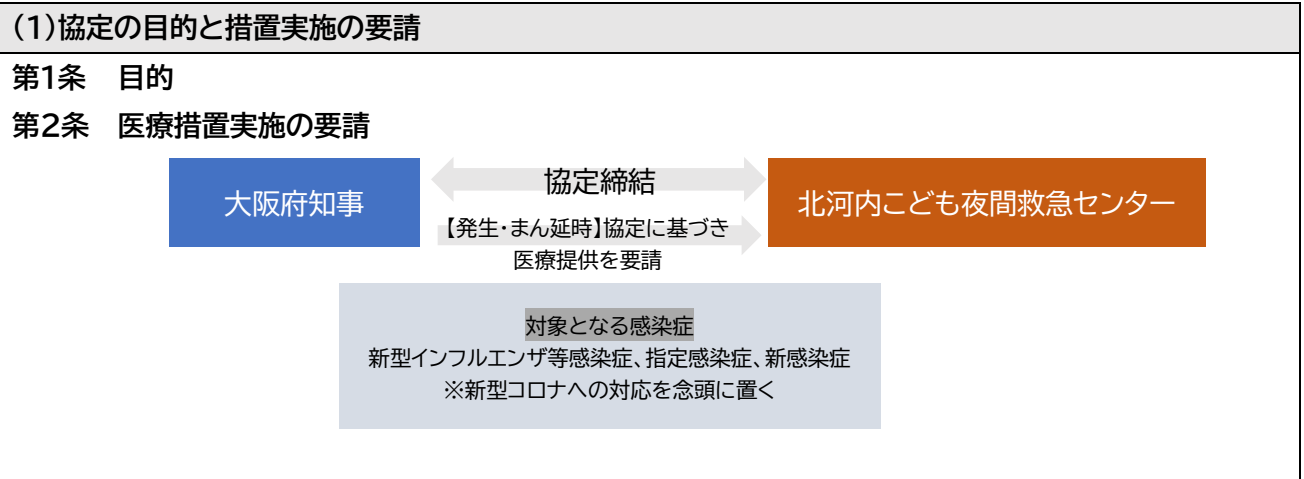 (1)協定の目的と措置実施の要請
第1条　目的
第2条　医療措置実施の要請
大阪府知事
協定締結
【発生・まん延時】協定に基づき
医療提供を要請
北河内こども夜間救急センター
対象となる感染症
新型インフルエンザ等感染症、指定感染症、新感染症
※新型コロナへの対応を念頭に置く